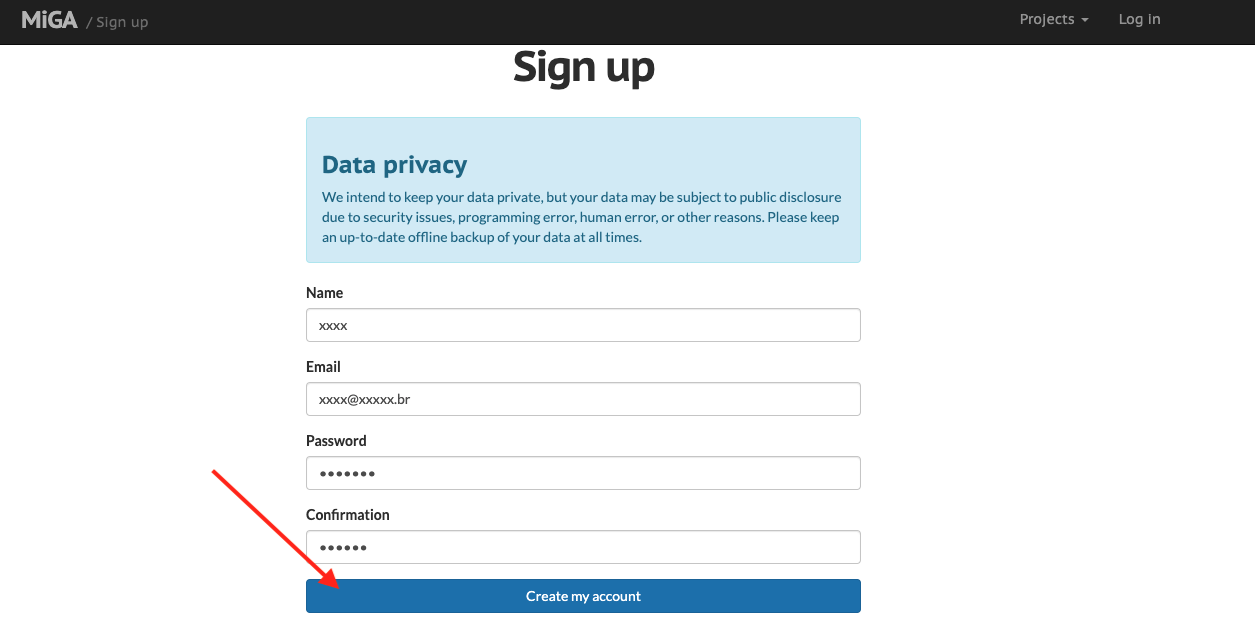 MiGA / Sign up
Projects
Log in
Sign up
Data privacy
We intend to keep your data private, but your data may be subject to public disclosure
due to security issues, programming error, human error, or other reasons. Please keep
an up-to-date offline backup of your data at all times.
Name
xxxx
Email
xxxx@xxxxx.br
Password
•••••••
Confirmation
••••••
Create my account